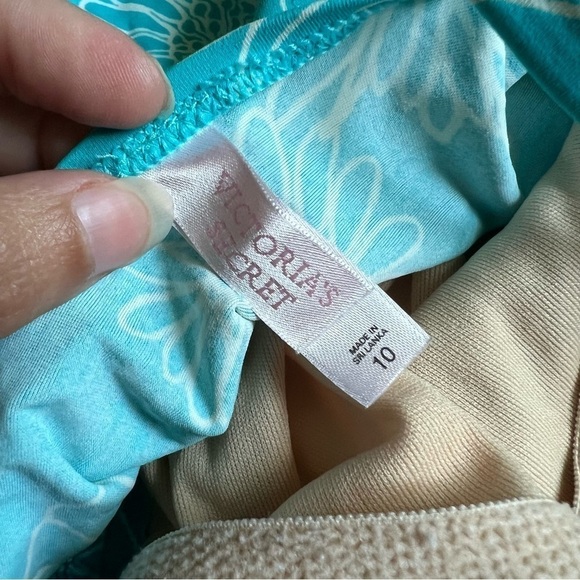 VICTORIA'S
SECRET
MADE IN
SRI LANKA
10